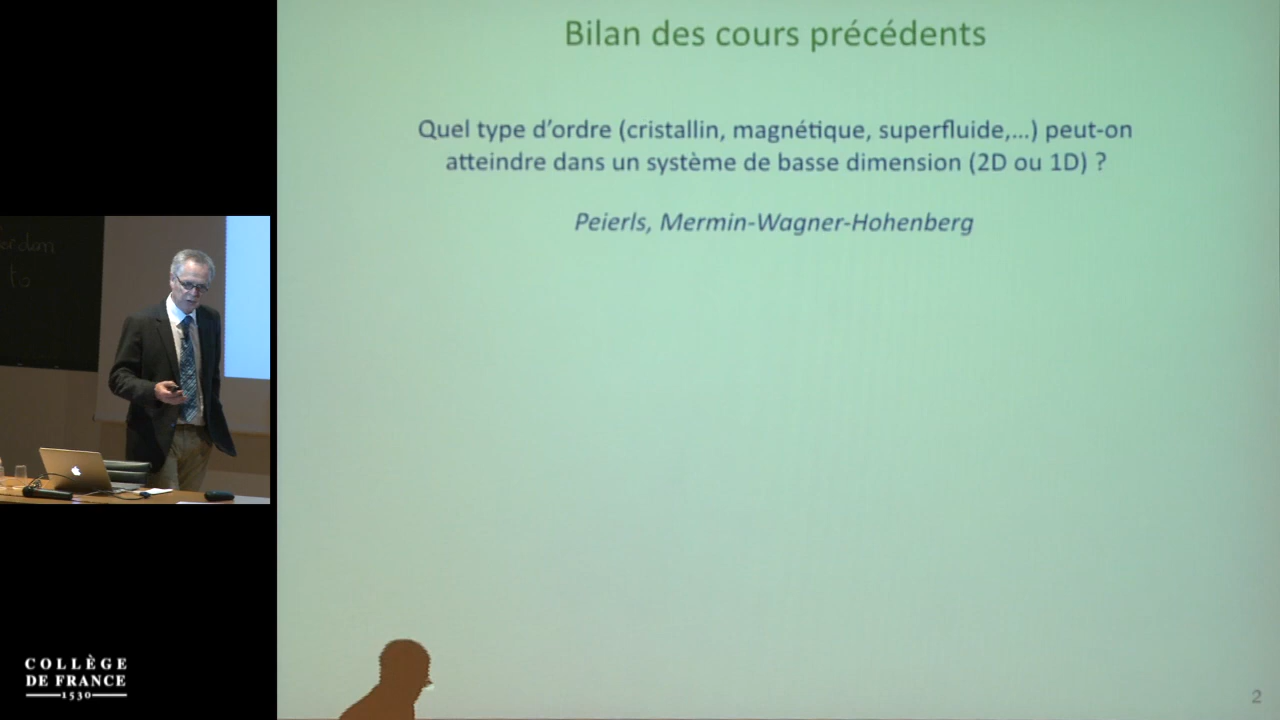 Bilan des cours précédents
Quel type d'ordre (cristallin, magnétique, superfluide,...) peut-on
atteindre dans un système de basse dimension (2D ou 1D) ?
Peierls, Mermin-Wagner-Hohenberg
COLLÈGE
DE FRANCE
1530
2